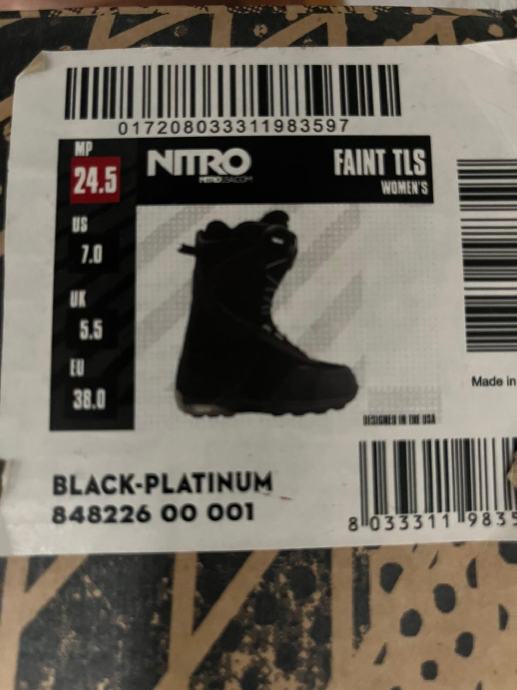 017208033311983597
MP
24.5
US
7.0
UK
5.5
EU
38.0
NITRO
NITROUSA.COM
FAINT TLS
WOMEN'S
DESIGNED IN THE USA
Made in
BLACK-PLATINUM
848226 00 001
8 033311 9835